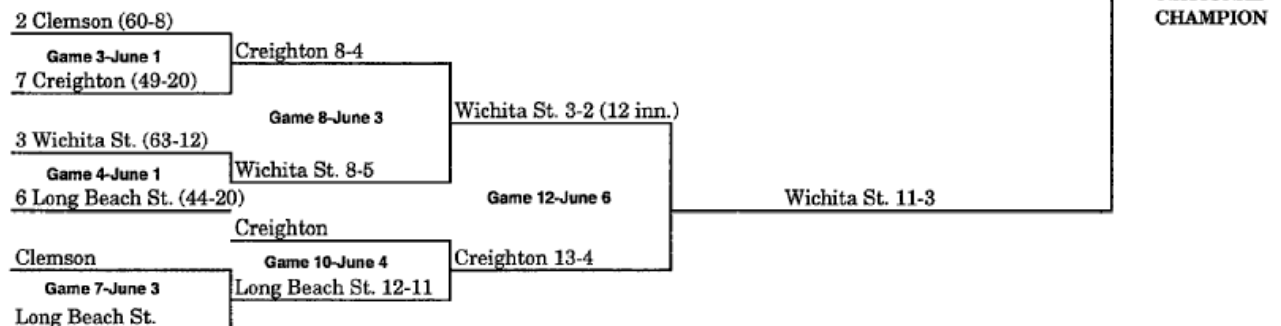 CHAMPION
2 Clemson (60-8)
Game 3-June 1
7 Creighton (49-20)
Creighton 8-4
Game 8-June 3
3 Wichita St. (63-12)
Game 4-June 1
6 Long Beach St. (44-20)
Wichita St. 8-5
Wichita St. 3-2 (12 inn.)
Game 12-June 6
Wichita St. 11-3
Creighton
Game 10-June 4
Long Beach St. 12-11
Creighton 13-4
Clemson
Game 7-June 3
Long Beach St.